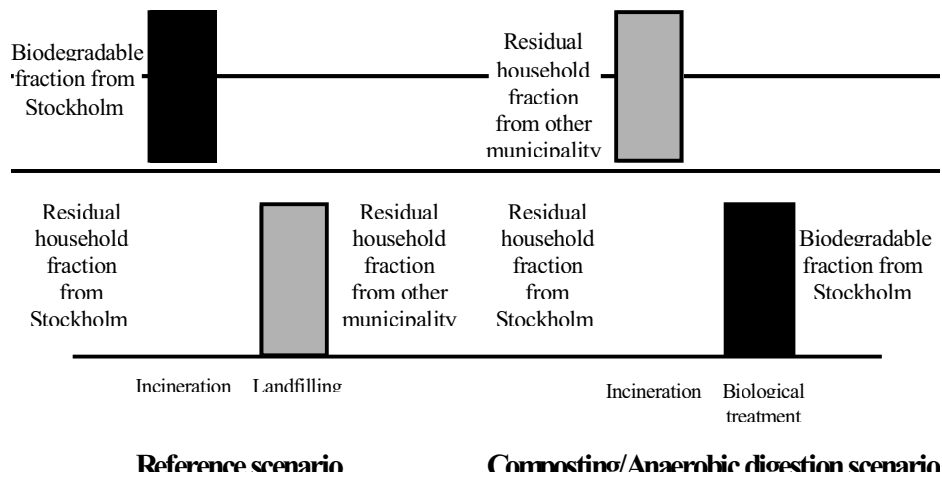 Biodegradable
fraction from
Stockholm
Residual
household
fraction
from other
municipality
Residual
household
fraction
from
Stockholm
Residual
household
fraction
from other
municipality
Residual
household
fraction
from
Stockholm
Biodegradable
fraction from
Stockholm
Incineration
Landfilling
Incineration
Biological
treatment
Reference scenario
Composting/Anaerobic digestion scenario